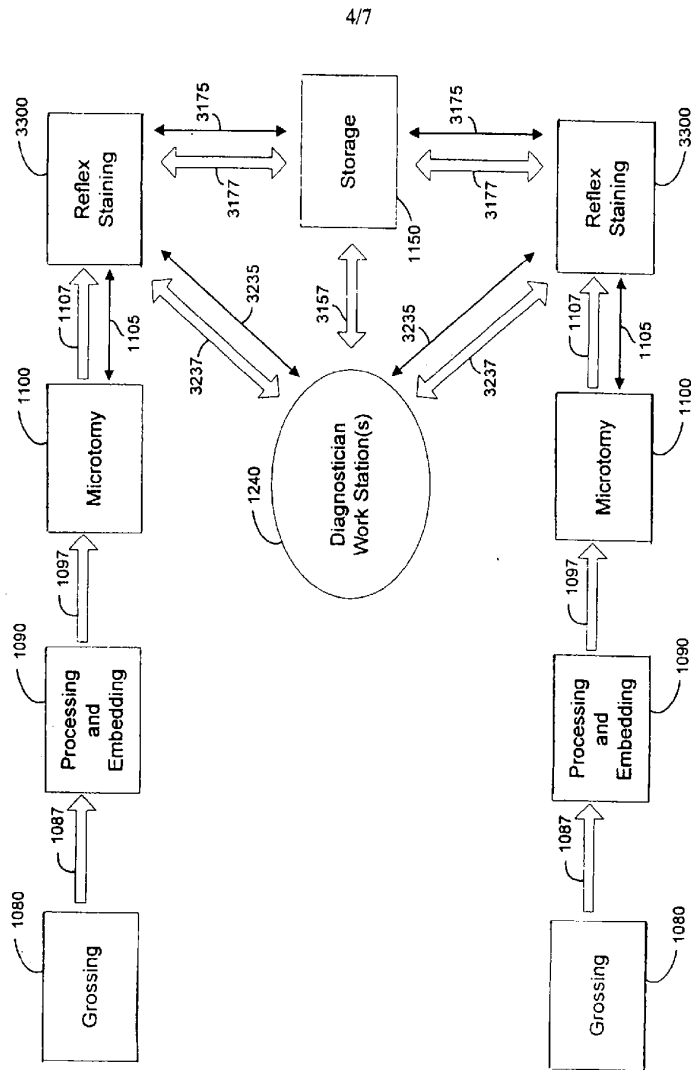 4/7
1080
Grossing
1087
1090
Processing
and
Embedding
1097
1100
Microtomy
1107
1105
3300
Reflex
Staining
3235
3237
3175
3177
1240
Diagnostician
Work Station(s)
3157
Storage
1150
3235
3237
3175
3177
1080
Grossing
1087
1090
Processing
and
Embedding
1097
1100
Microtomy
1107
1105
3300
Reflex
Staining